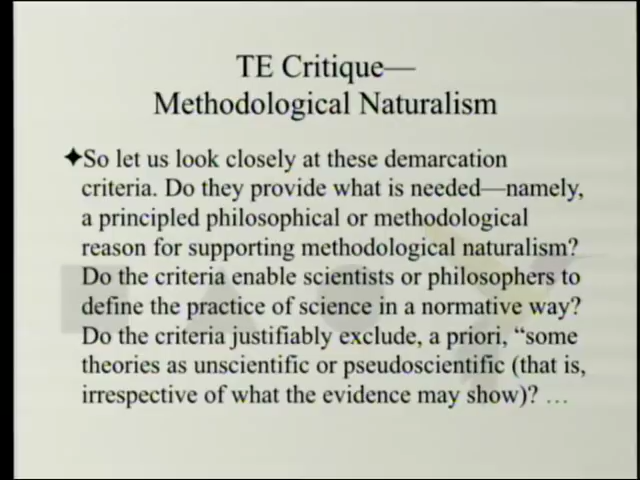 TE Critique—
Methodological Naturalism
So let us look closely at these demarcation
criteria. Do they provide what is needed—namely,
a principled philosophical or methodological
reason for supporting methodological naturalism?
Do the criteria enable scientists or philosophers to
define the practice of science in a normative way?
Do the criteria justifiably exclude, a priori, “some
theories as unscientific or pseudoscientific (that is,
irrespective of what the evidence may show)? …